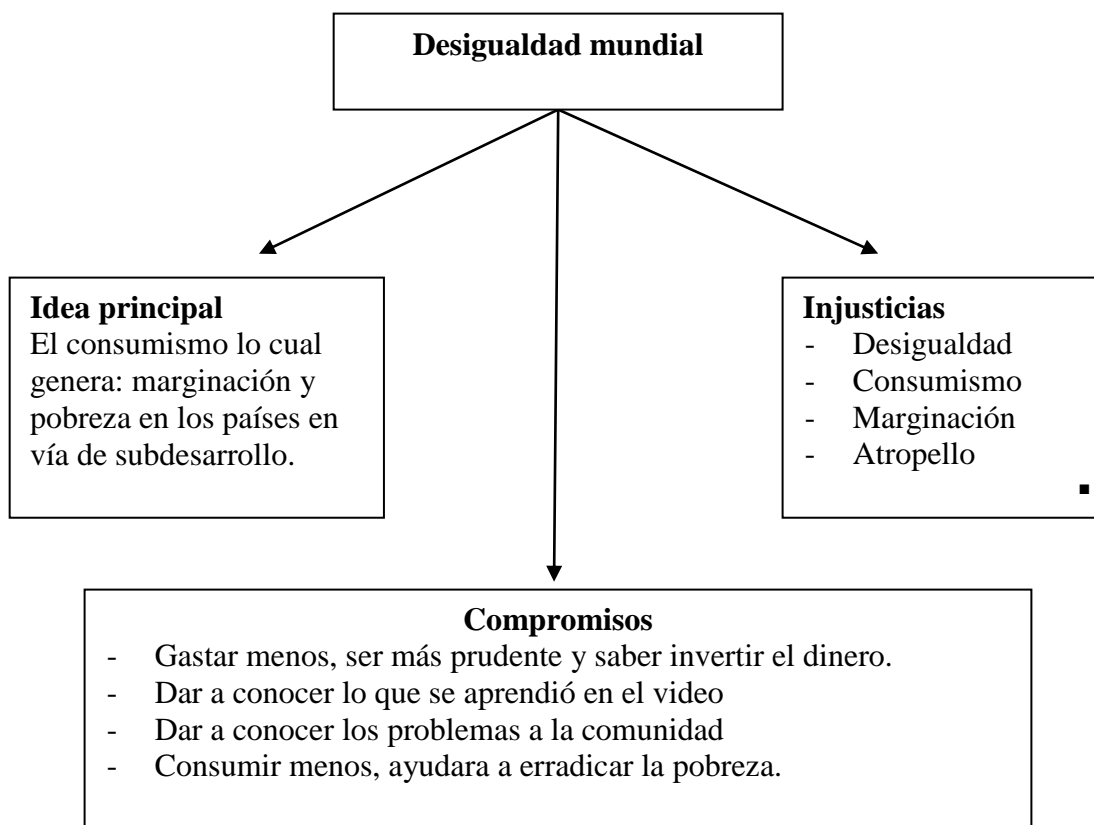 Desigualdad mundial
Idea principal
El consumismo lo cual
genera: marginación y
pobreza en los países en
vía de subdesarrollo.
Injusticias
- Desigualdad
- Consumismo
- Marginación
- Atropello
▪
Compromisos
- Gastar menos, ser más prudente y saber invertir el dinero.
- Dar a conocer lo que se aprendió en el video
- Dar a conocer los problemas a la comunidad
- Consumir menos, ayudara a erradicar la pobreza.